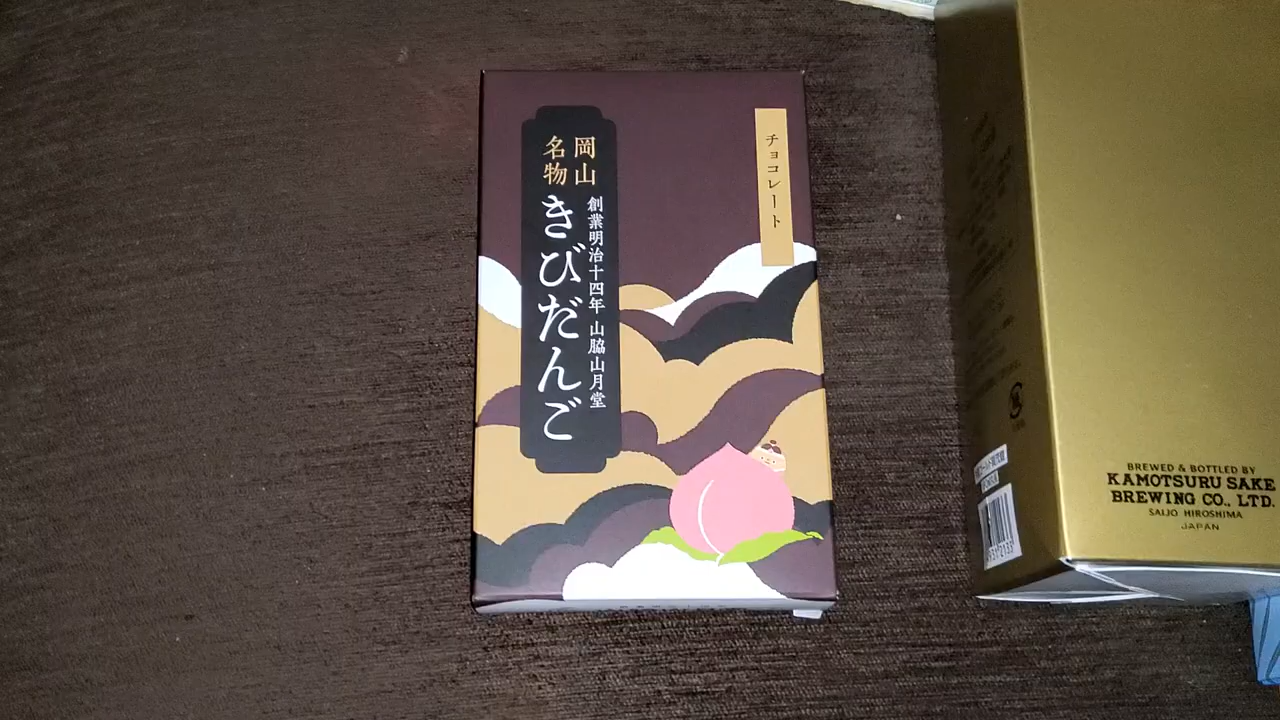 岡山
名物
きびだんご
創業明治十四年 山脇山月堂
チョコレート
BREWED & BOTTLED BY
KAMOTSURU SAKE
BREWING CO., LTD.
SAIJO HIROSHIMA
JAPAN